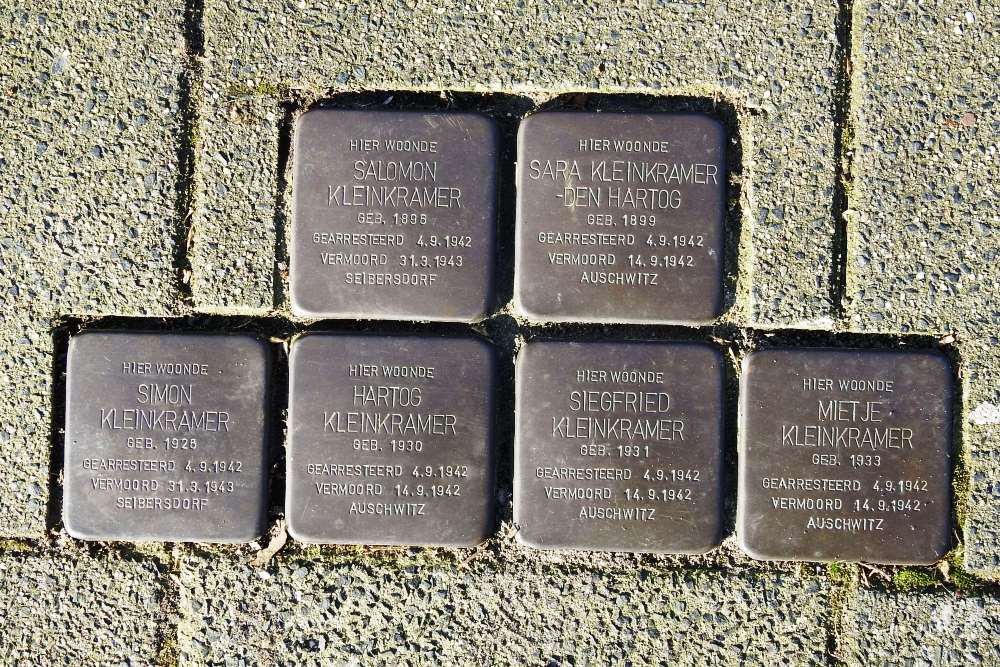 HIER WOONDE
SALOMON
KLEINKRAMER
GEB. 1896
GEARRESTEERD 4.9.1942
VERMOORD 31.3.1943
SEIBERSDORF
HIER WOONDE
SARA KLEINKRAMER
-DEN HARTOG
GEB. 1899
GEARRESTEERD 4.9.1942
VERMOORD 14.9.1942
AUSCHWITZ
HIER WOONDE
SIMON
KLEINKRAMER
GEB. 1928
GEARRESTEERD 4.9.1942
VERMOORD 31.3.1943
SEIBERSDORF
HIER WOONDE
HARTOG
KLEINKRAMER
GEB. 1930
GEARRESTEERD 4.9.1942
VERMOORD 14.9.1942
AUSCHWITZ
HIER WOONDE
SIEGFRIED
KLEINKRAMER
GEB. 1931
GEARRESTEERD 4.9.1942
VERMOORD 14.9.1942
AUSCHWITZ
HIER WOONDE
MIETJE
KLEINKRAMER
GEB. 1933
GEARRESTEERD 4.9.1942
VERMOORD 14.9.1942
AUSCHWITZ